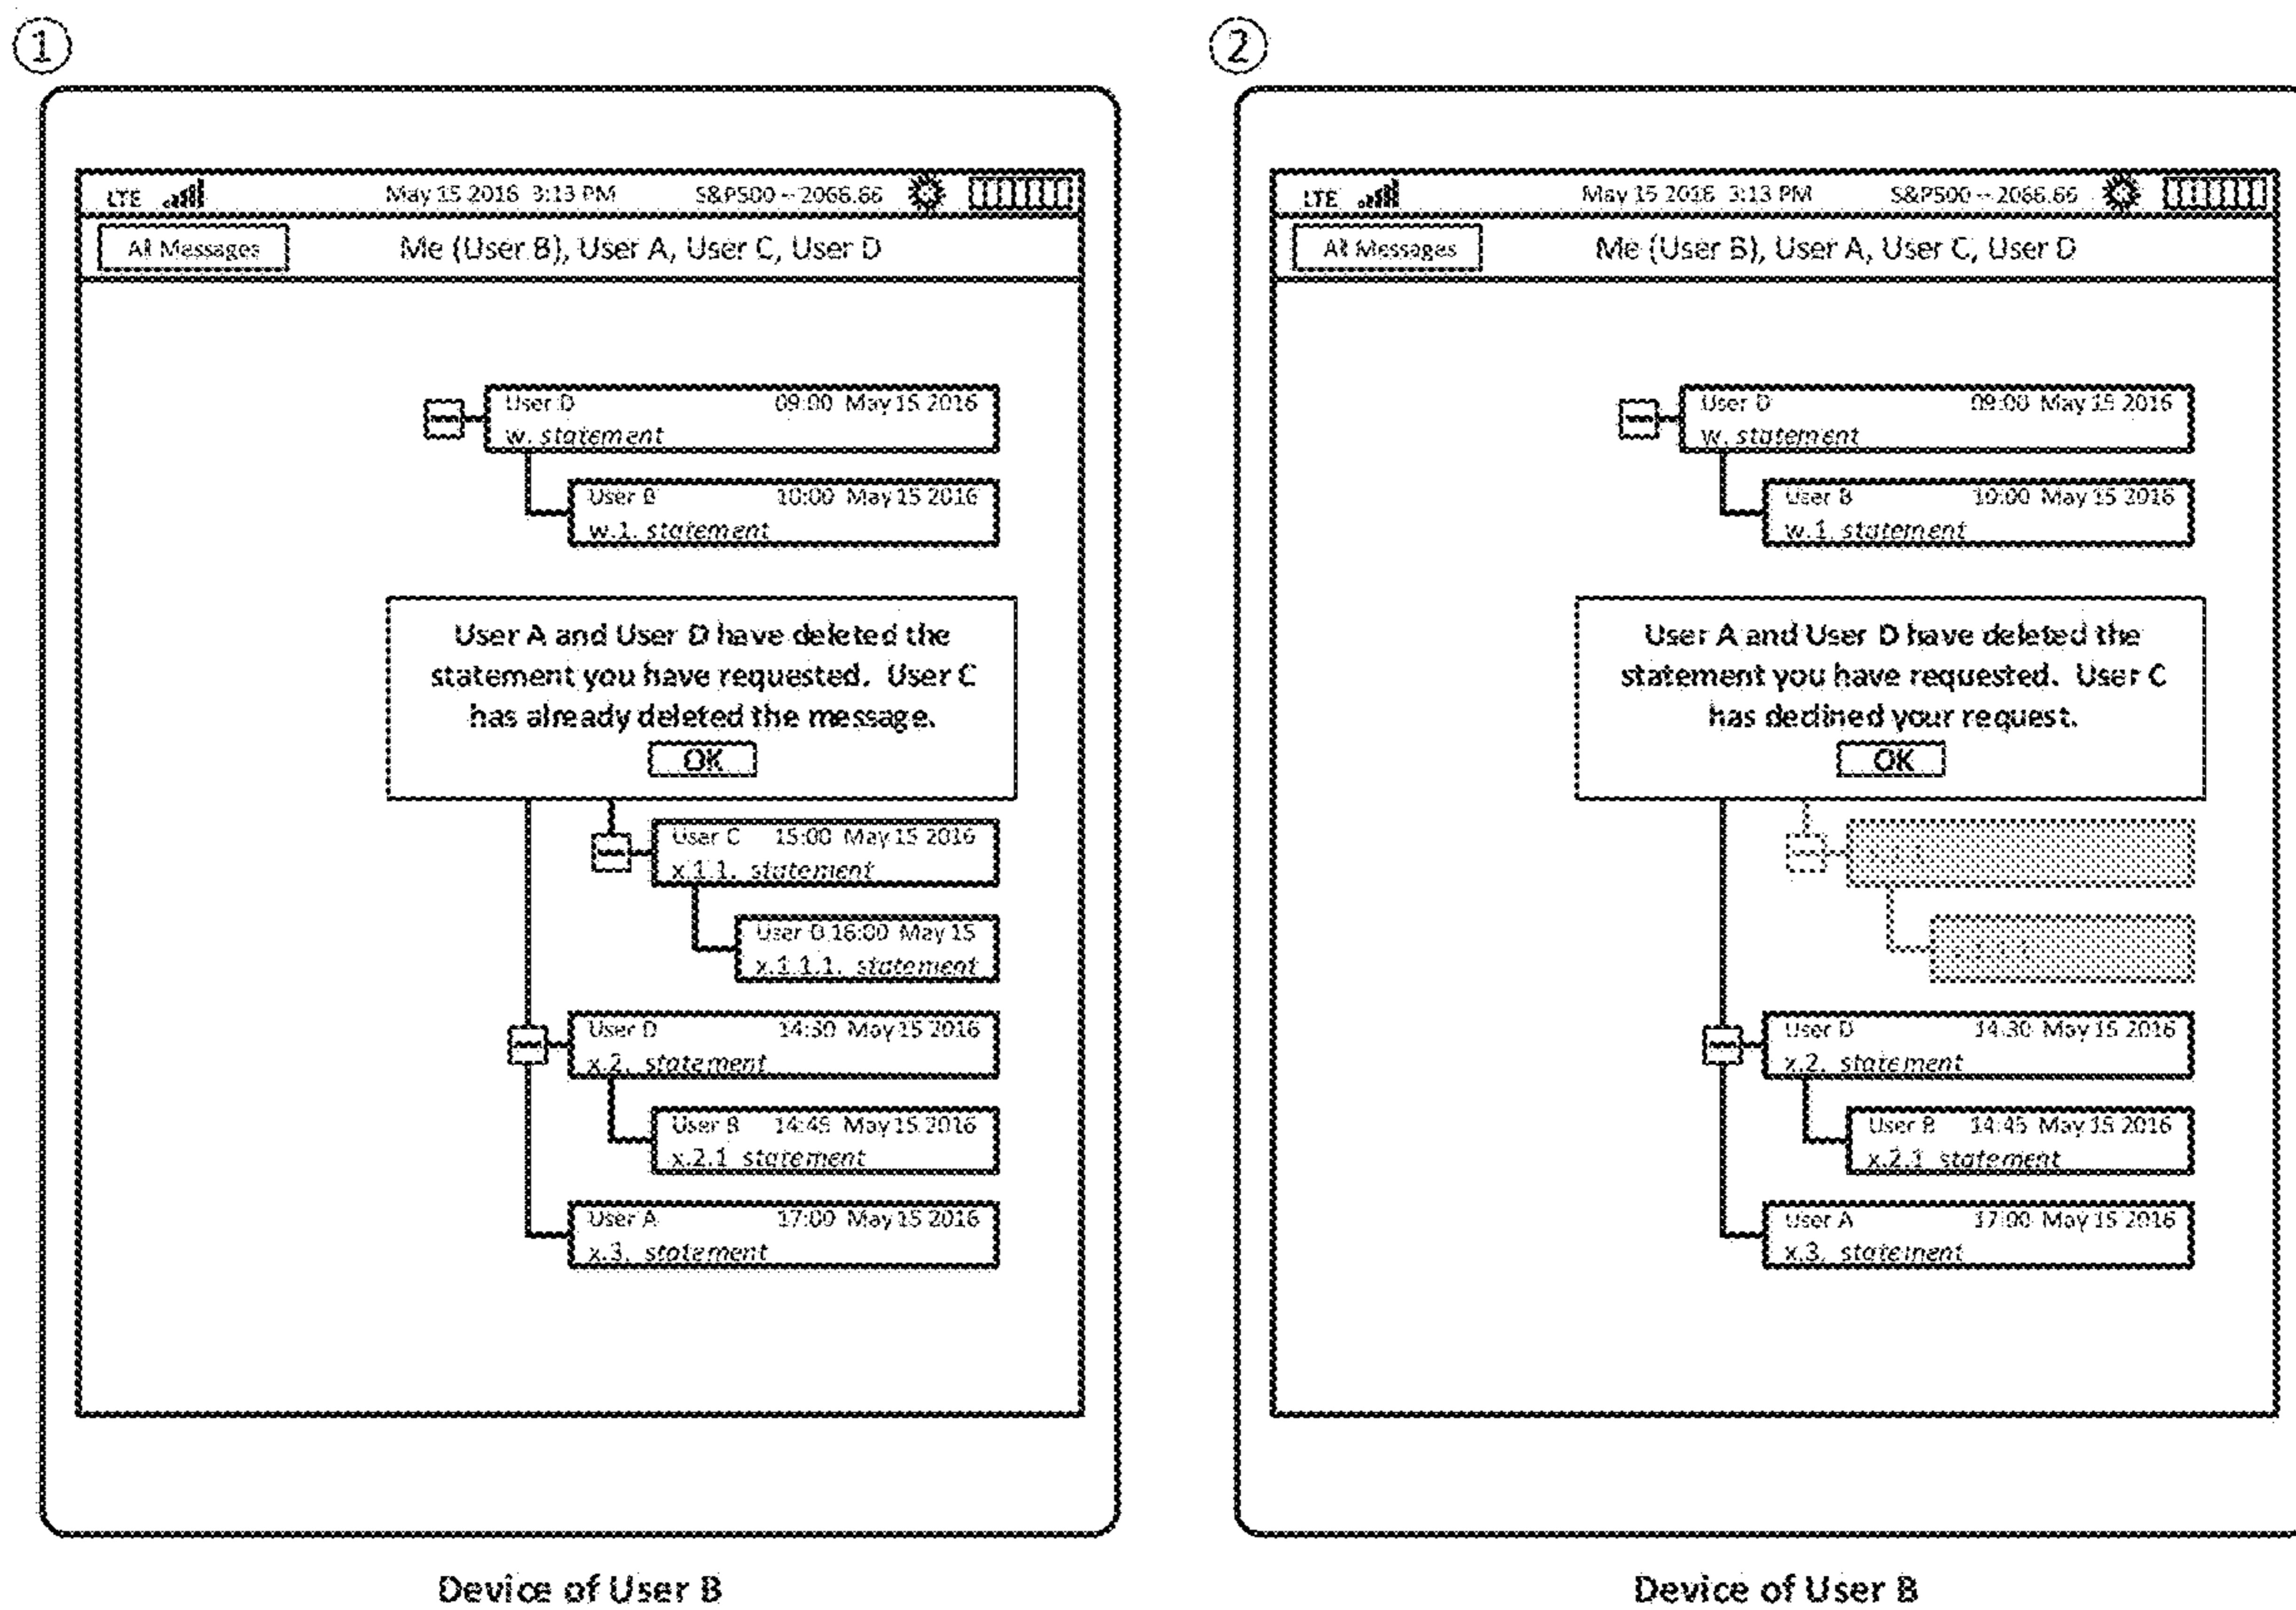 1
LTE May 15 2016 3:13 PM S&P500 -- 2066.66
All Messages Me (User B), User A, User C, User D
User D 09:00 May 15 2016
w. statement
User B 10:00 May 15 2016
w.1. statement
User A and User D have deleted the
statement you have requested. User C
has already deleted the message.
OK
User C 15:00 May 15 2016
x.1.1. statement
User D 16:00 May 15
x.1.1.1. statement
User D 14:30 May 15 2016
x.2. statement
User B 14:45 May 15 2016
x.2.1 statement
User A 17:00 May 15 2016
x.3. statement
Device of User B
2
LTE May 15 2016 3:13 PM S&P500 -- 2066.66
All Messages Me (User B), User A, User C, User D
User D 09:00 May 15 2016
w. statement
User B 10:00 May 15 2016
w.1. statement
User A and User D have deleted the
statement you have requested. User C
has declined your request.
OK
User D 14:30 May 15 2016
x.2. statement
User B 14:45 May 15 2016
x.2.1 statement
User A 17:00 May 15 2016
x.3. statement
Device of User B